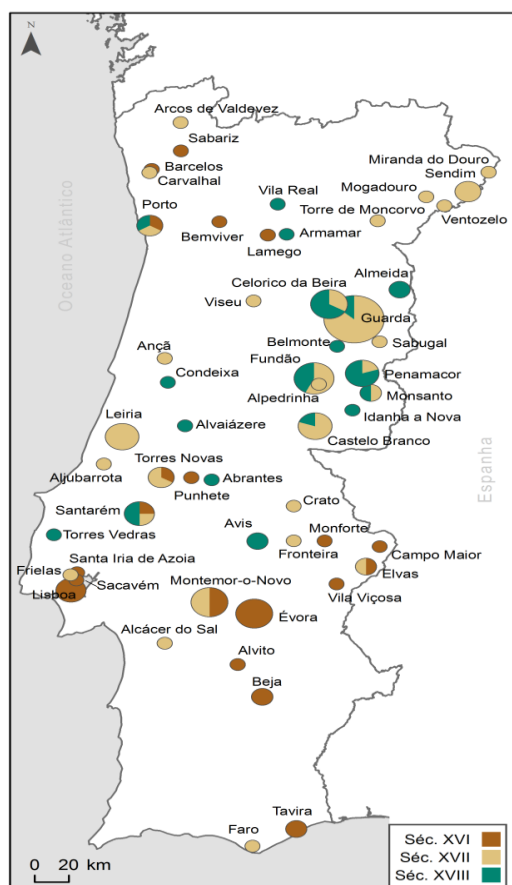 N
Arcos de Valdevez
Sabariz
Miranda do Douro
Barcelos
Sendim
Carvalhal
Mogadouro
Vila Real
Porto
Torre de Moncorvo
Ventozelo
Bemviver
Armamar
Lamego
Oceano Atlântico
Almeida
Celorico da Beira
Viseu
Guarda
Belmonte
Sabugal
Ançã
Fundão
Condeixa
Penamacor
Alpedrinha
Monsanto
Leiria
Idanha a Nova
Alvaiázere
Castelo Branco
Torres Novas
Aljubarrota
Abrantes
Punhete
Espanha
Crato
Santarém
Avis
Monforte
Torres Vedras
Campo Maior
Santa Iria de Azoia
Fronteira
Frielas
Elvas
Sacavém
Montemor-o-Novo
Lisboa
Vila Viçosa
Évora
Alcácer do Sal
Alvito
Beja
Tavira
Faro
Séc. XVI
Séc. XVII
Séc. XVIII
0 20 km